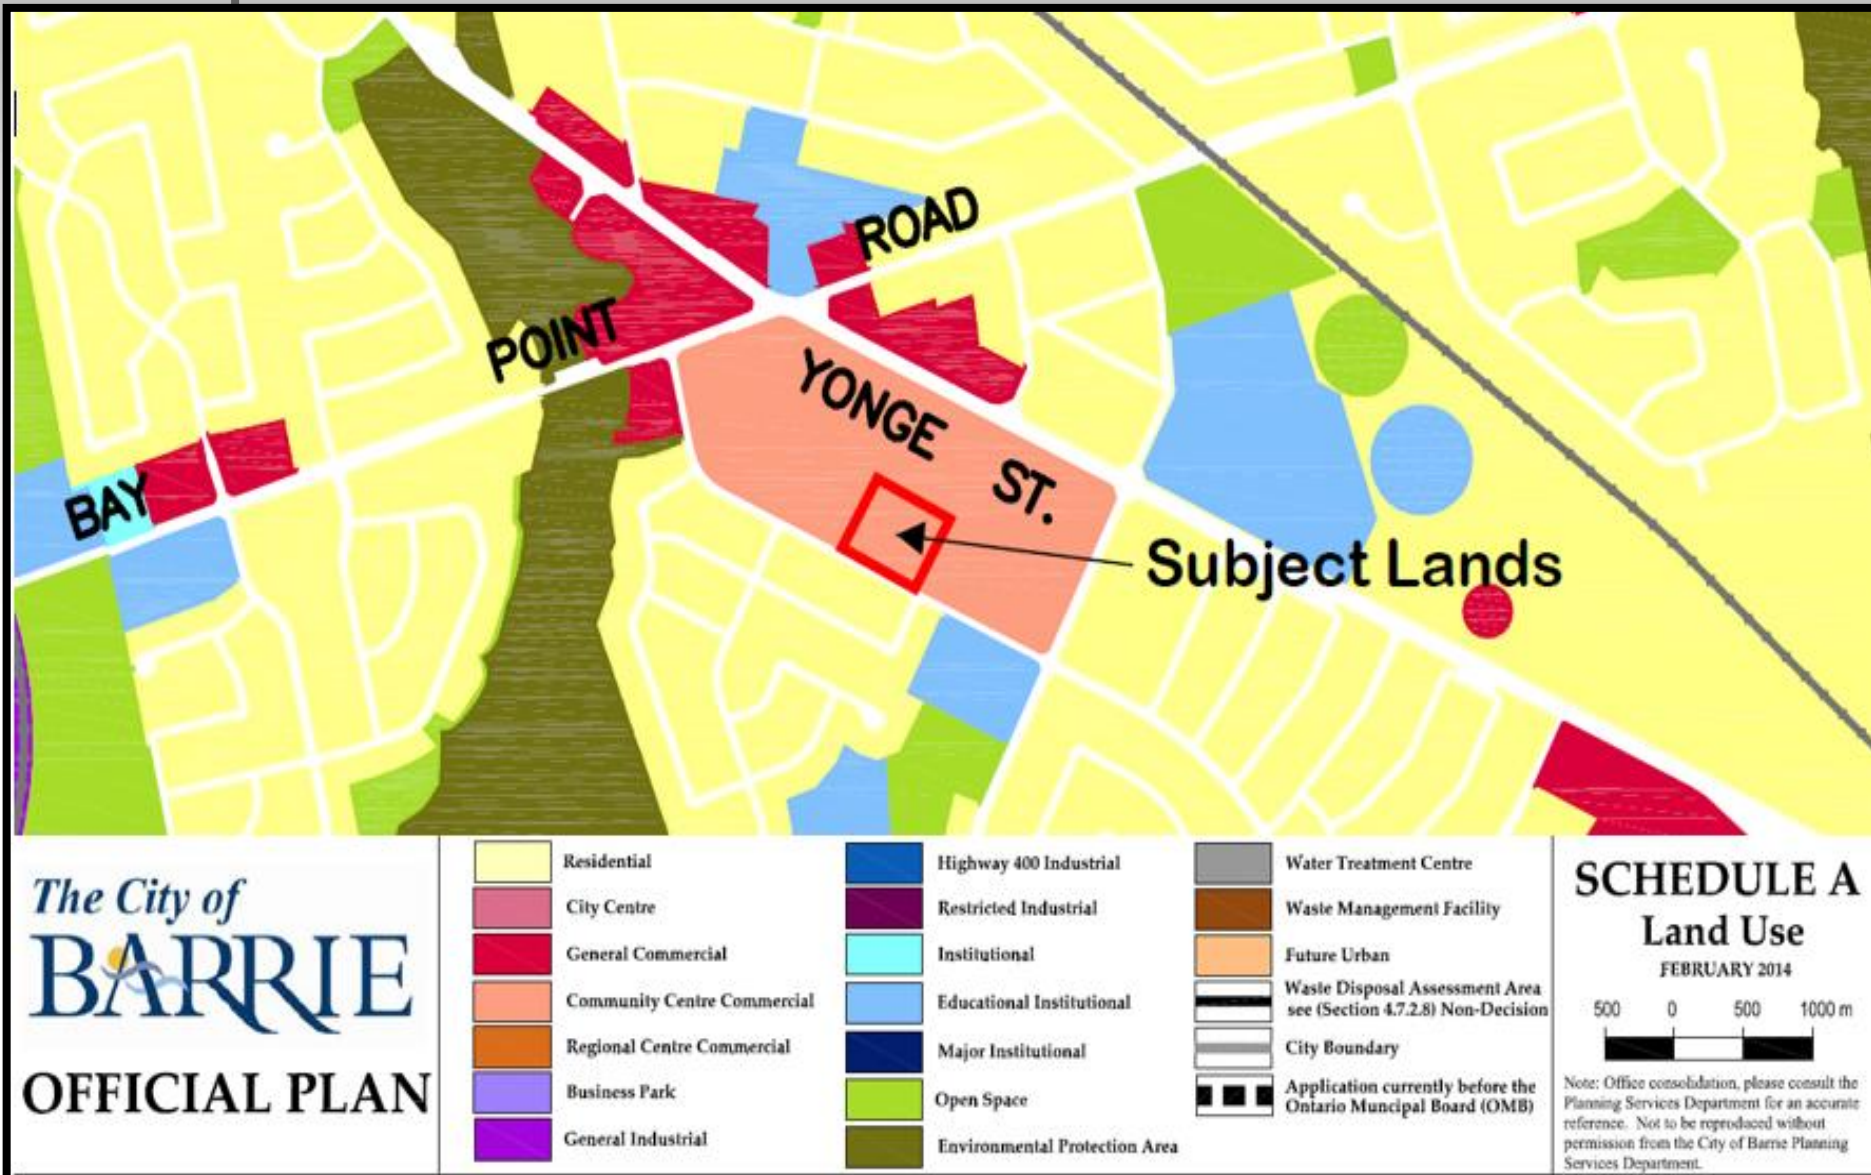 ROAD
POINT
YONGE
ST.
BAY
Subject Lands
The City of
BARRIE
OFFICIAL PLAN
Residential
City Centre
General Commercial
Community Centre Commercial
Regional Centre Commercial
Business Park
General Industrial
Highway 400 Industrial
Restricted Industrial
Institutional
Educational Institutional
Major Institutional
Open Space
Environmental Protection Area
Water Treatment Centre
Waste Management Facility
Future Urban
Waste Disposal Assessment Area
see (Section 4.7.2.8) Non-Decision
City Boundary
Application currently before the
Ontario Muncipal Board (OMB)
SCHEDULE A
Land Use
FEBRUARY 2014
500 0 500 1000 m
Note: Office consolidation, please consult the
Planning Services Department for an accurate
reference. Not to be reproduced without
permission from the City of Barrie Planning
Services Department.